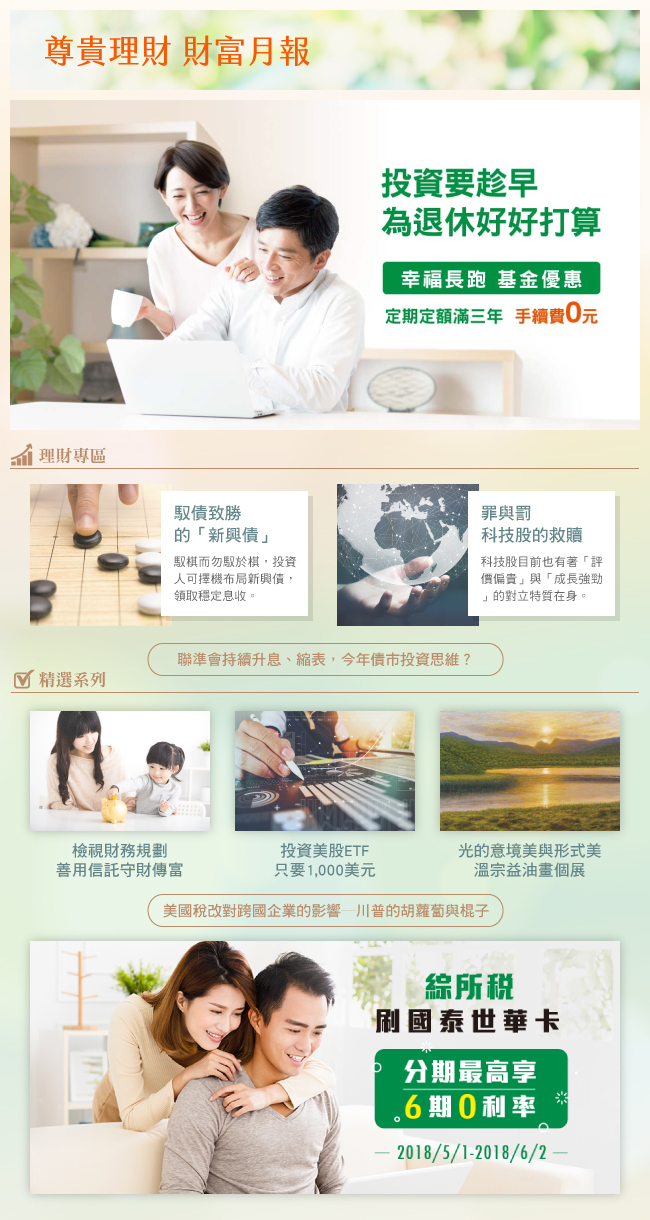 尊貴理財 財富月報
投資要趁早
為退休好好打算
幸福長跑 基金優惠
定期定額滿三年 手續費0元
理財專區
馭債致勝
的「新興債」
馭棋而勿馭於棋，投資
人可擇機布局新興債，
領取穩定息收。
罪與罰
科技股的救贖
科技股目前也有著「評
價偏貴」與「成長強勁
」的對立特質在身。
聯準會持續升息、縮表，今年債市投資思維？
精選系列
檢視財務規劃
善用信託守財傳富
投資美股ETF
只要1,000美元
光的意境美與形式美
溫宗益油畫個展
美國稅改對跨國企業的影響─川普的胡蘿蔔與棍子
綜所稅
刷國泰世華卡
分期最高享
6期0利率
2018/5/1-2018/6/2